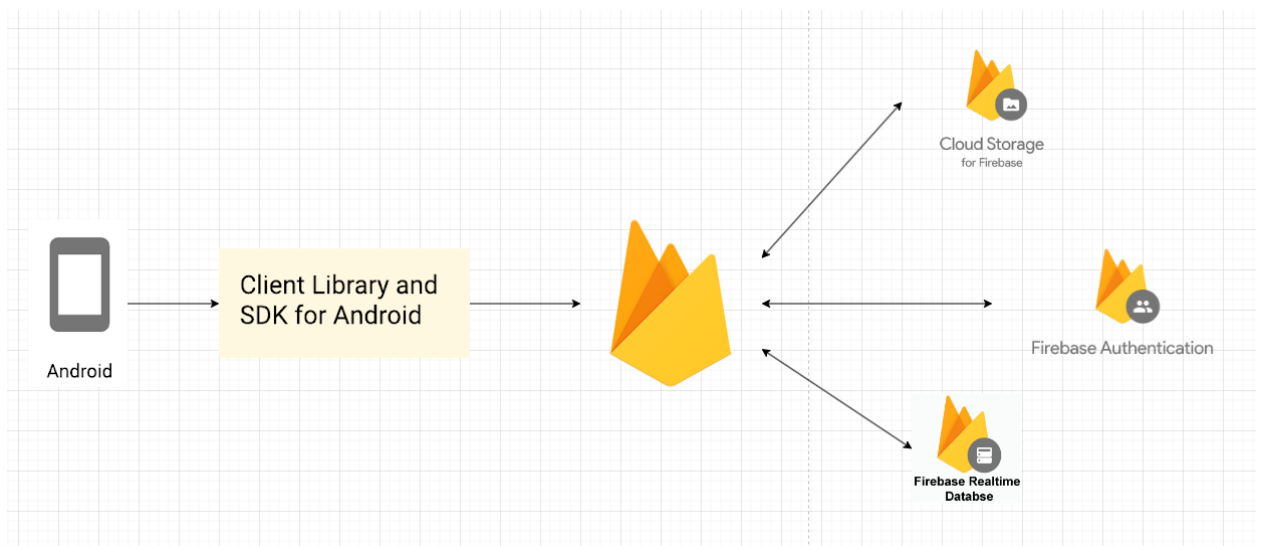 Cloud Storage
for Firebase
Client Library and
SDK for Android
Android
Firebase Authentication
Firebase Realtime
Databse